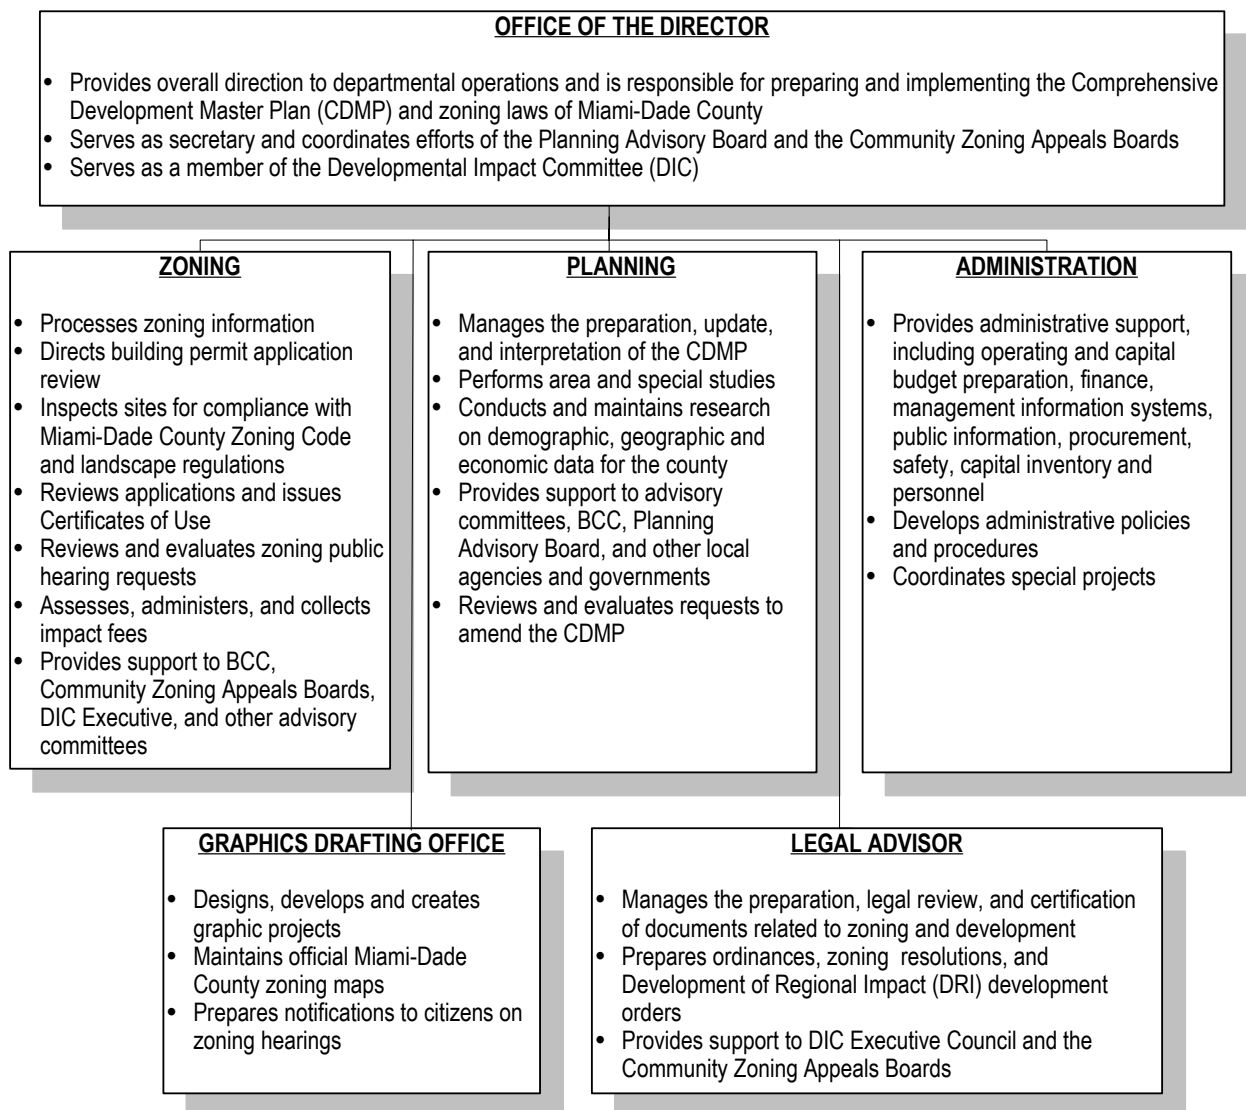 OFFICE OF THE DIRECTOR
• Provides overall direction to departmental operations and is responsible for preparing and implementing the Comprehensive
Development Master Plan (CDMP) and zoning laws of Miami-Dade County
• Serves as secretary and coordinates efforts of the Planning Advisory Board and the Community Zoning Appeals Boards
• Serves as a member of the Developmental Impact Committee (DIC)
ZONING
• Processes zoning information
• Directs building permit application
review
• Inspects sites for compliance with
Miami-Dade County Zoning Code
and landscape regulations
• Reviews applications and issues
Certificates of Use
• Reviews and evaluates zoning public
hearing requests
• Assesses, administers, and collects
impact fees
• Provides support to BCC,
Community Zoning Appeals Boards,
DIC Executive, and other advisory
committees
PLANNING
• Manages the preparation, update,
and interpretation of the CDMP
• Performs area and special studies
• Conducts and maintains research
on demographic, geographic and
economic data for the county
• Provides support to advisory
committees, BCC, Planning
Advisory Board, and other local
agencies and governments
• Reviews and evaluates requests to
amend the CDMP
ADMINISTRATION
• Provides administrative support,
including operating and capital
budget preparation, finance,
management information systems,
public information, procurement,
safety, capital inventory and
personnel
• Develops administrative policies
and procedures
• Coordinates special projects
GRAPHICS DRAFTING OFFICE
• Designs, develops and creates
graphic projects
• Maintains official Miami-Dade
County zoning maps
• Prepares notifications to citizens on
zoning hearings
LEGAL ADVISOR
• Manages the preparation, legal review, and certification
of documents related to zoning and development
• Prepares ordinances, zoning resolutions, and
Development of Regional Impact (DRI) development
orders
• Provides support to DIC Executive Council and the
Community Zoning Appeals Boards